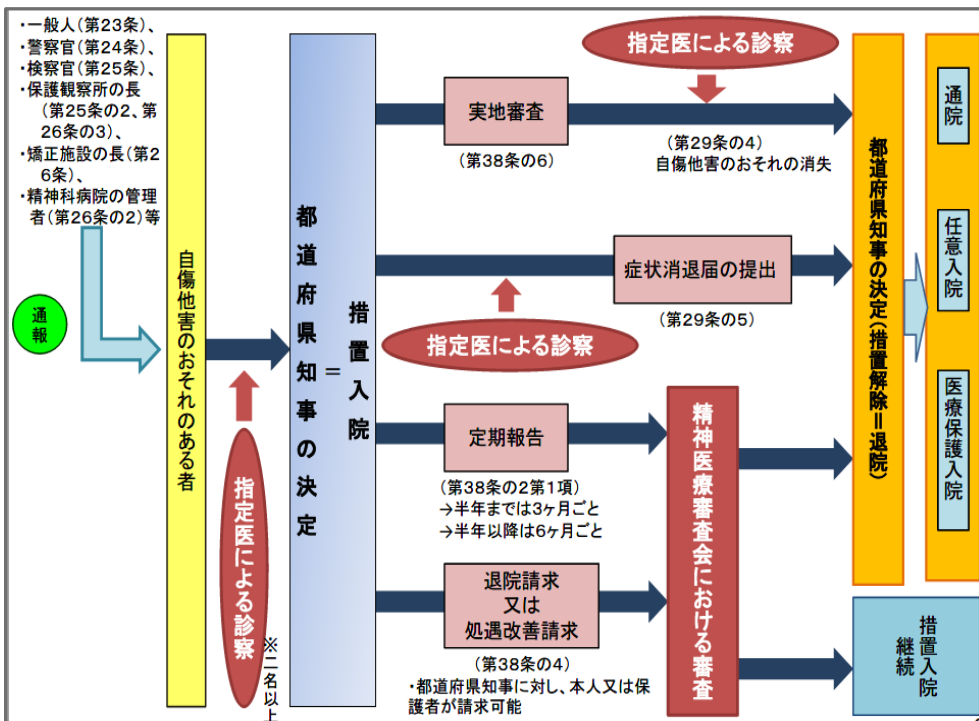 ・一般人(第23条)、
・警察官(第24条)、
・検察官(第25条)、
・保護観察所の長
(第25条の2、第
26条の3)、
・矯正施設の長(第2
6条)、
・精神科病院の管理
者(第26条の2)等
通報
自傷他害のおそれのある者
指定医による診察
※二名以上
都道府県知事の決定
=
措置入院
実地審査
(第38条の6)
指定医による診察
(第29条の4)
自傷他害のおそれの消失
指定医による診察
症状消退届の提出
(第29条の5)
定期報告
(第38条の2第1項)
→半年までは3ヶ月ごと
→半年以降は6ヶ月ごと
退院請求
又は
処遇改善請求
(第38条の4)
・都道府県知事に対し、本人又は保
護者が請求可能
精神医療審査会における審査
都道府県知事の決定(措置解除=退院)
通院
任意入院
医療保護入院
措置入院
継続